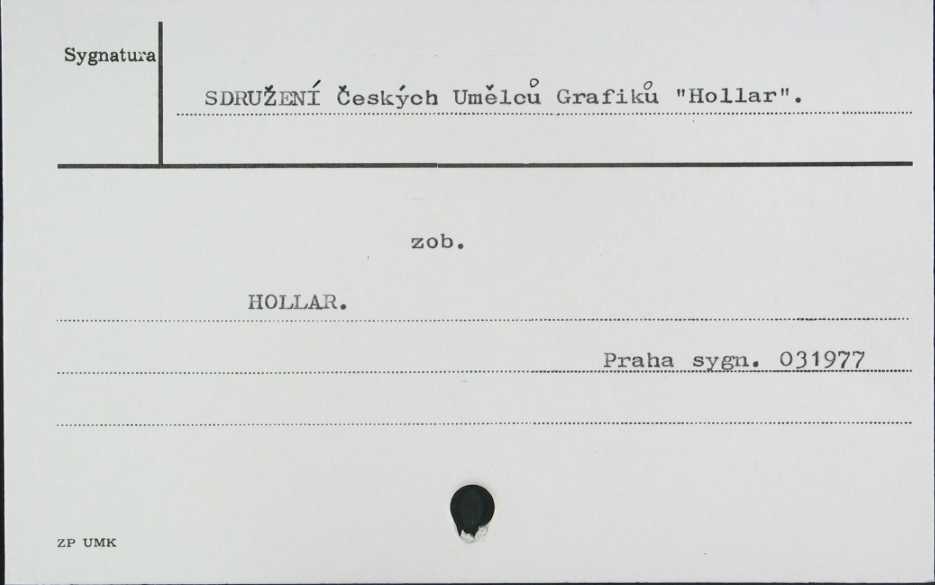 Sygnatura
SDRUŽENÍ Českých Umělců Grafiků "Hollar".
zob.
HOLLAR.
Praha sygn. 031977
ZP UMK